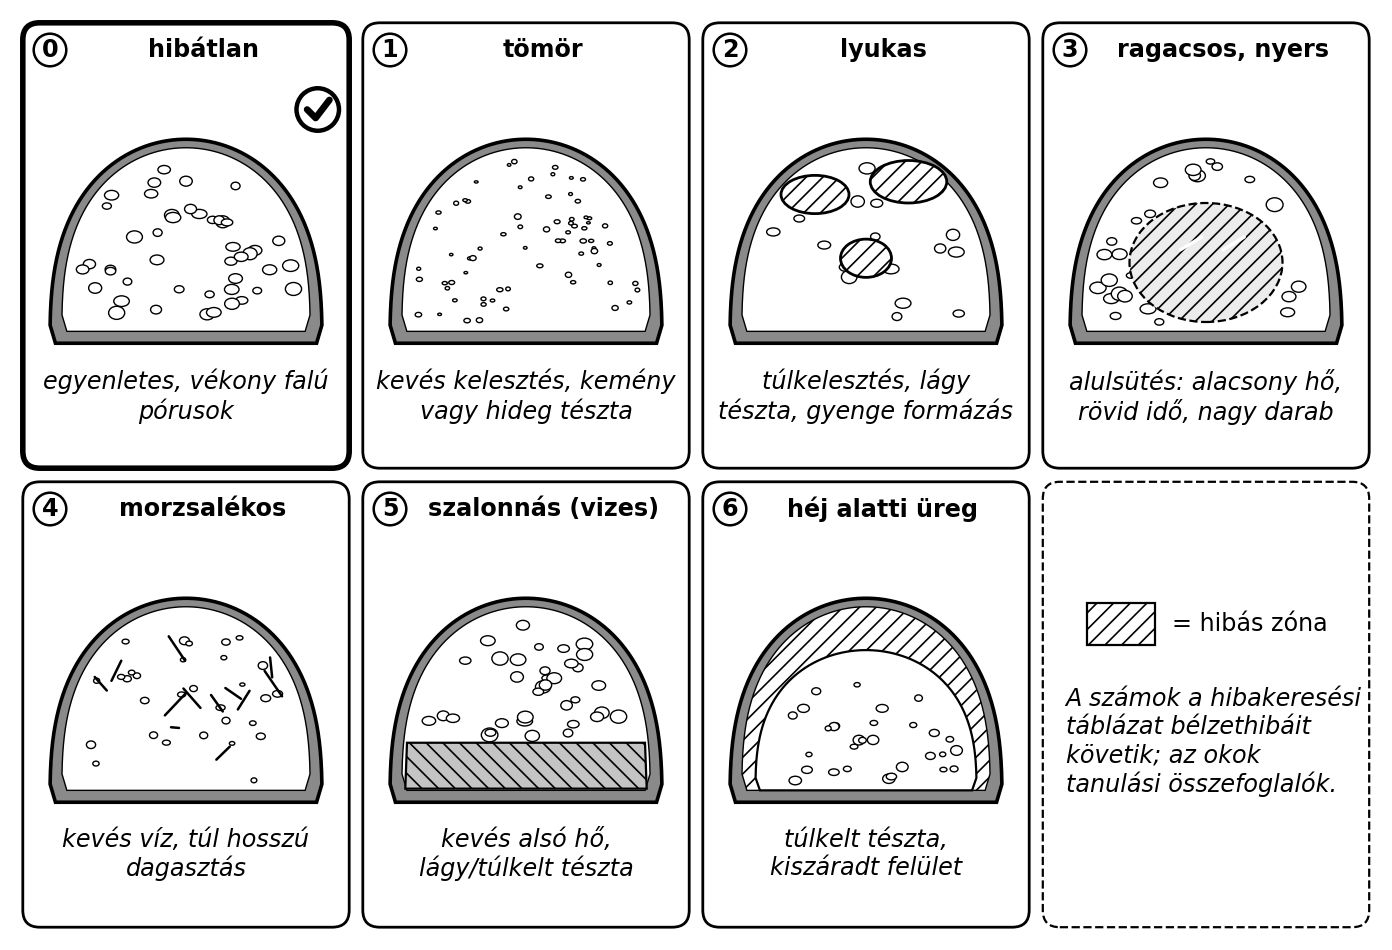 0 hibátlan
egyenletes, vékony falú
pórusok
1 tömör
kevés kelesztés, kemény
vagy hideg tészta
2 lyukas
túlkelesztés, lágy
tészta, gyenge formázás
3 ragacsos, nyers
alulsütés: alacsony hő,
rövid idő, nagy darab
4 morzsalékos
kevés víz, túl hosszú
dagasztás
5 szalonnás (vizes)
kevés alsó hő,
lágy/túlkelt tészta
6 héj alatti üreg
túlkelt tészta,
kiszáradt felület
= hibás zóna
A számok a hibakeresési
táblázat bélzethibáit
követik; az okok
tanulási összefoglalók.